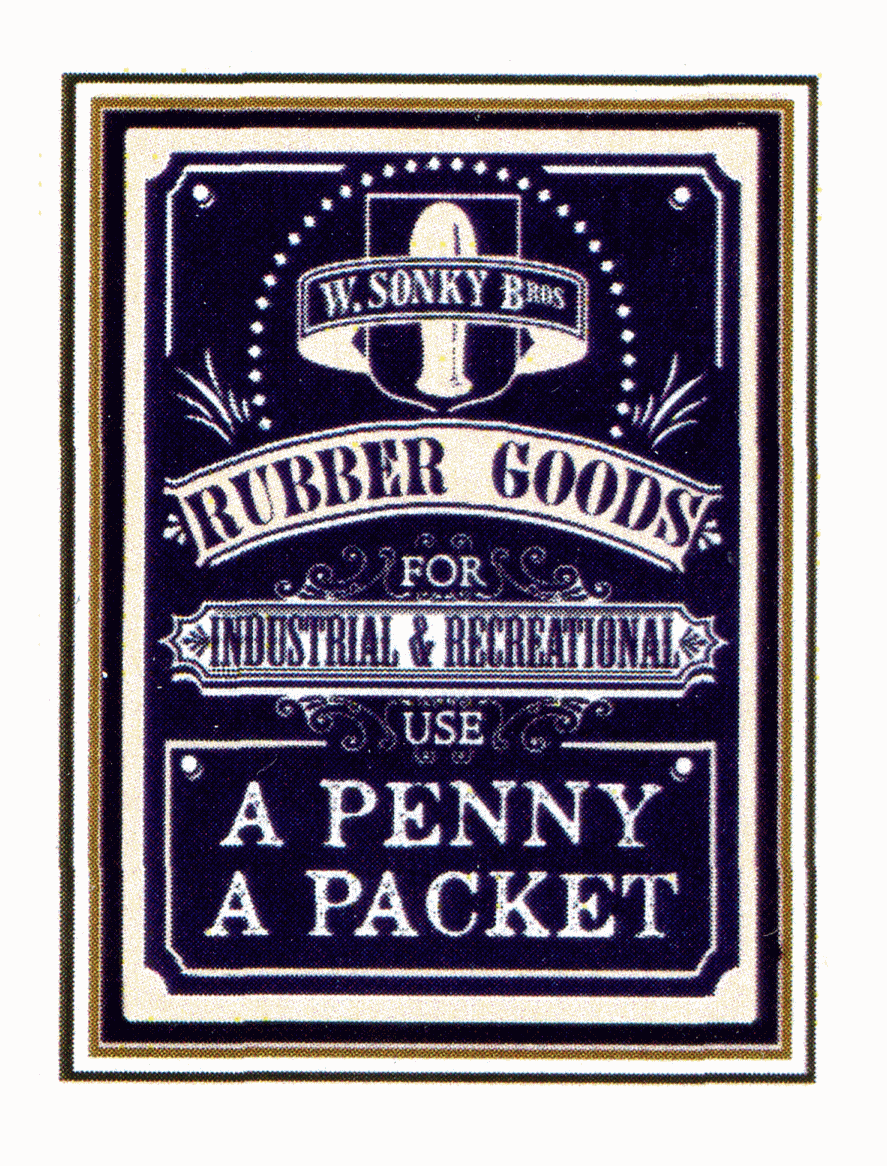 W. SONKY BROS
RUBBER GOODS
FOR
INDUSTRIAL & RECREATIONAL
USE
A PENNY
A PACKET